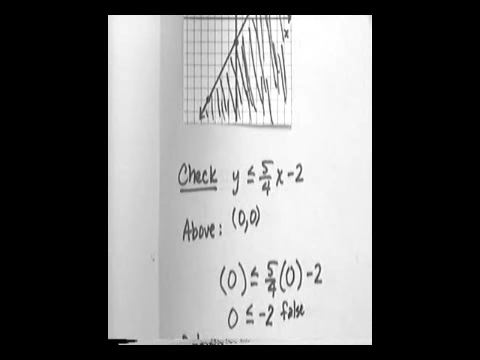 x
Check y ≤ 5/4 x - 2
Above: (0,0)
(0) ≤ 5/4 (0) - 2
0 ≤ -2 false